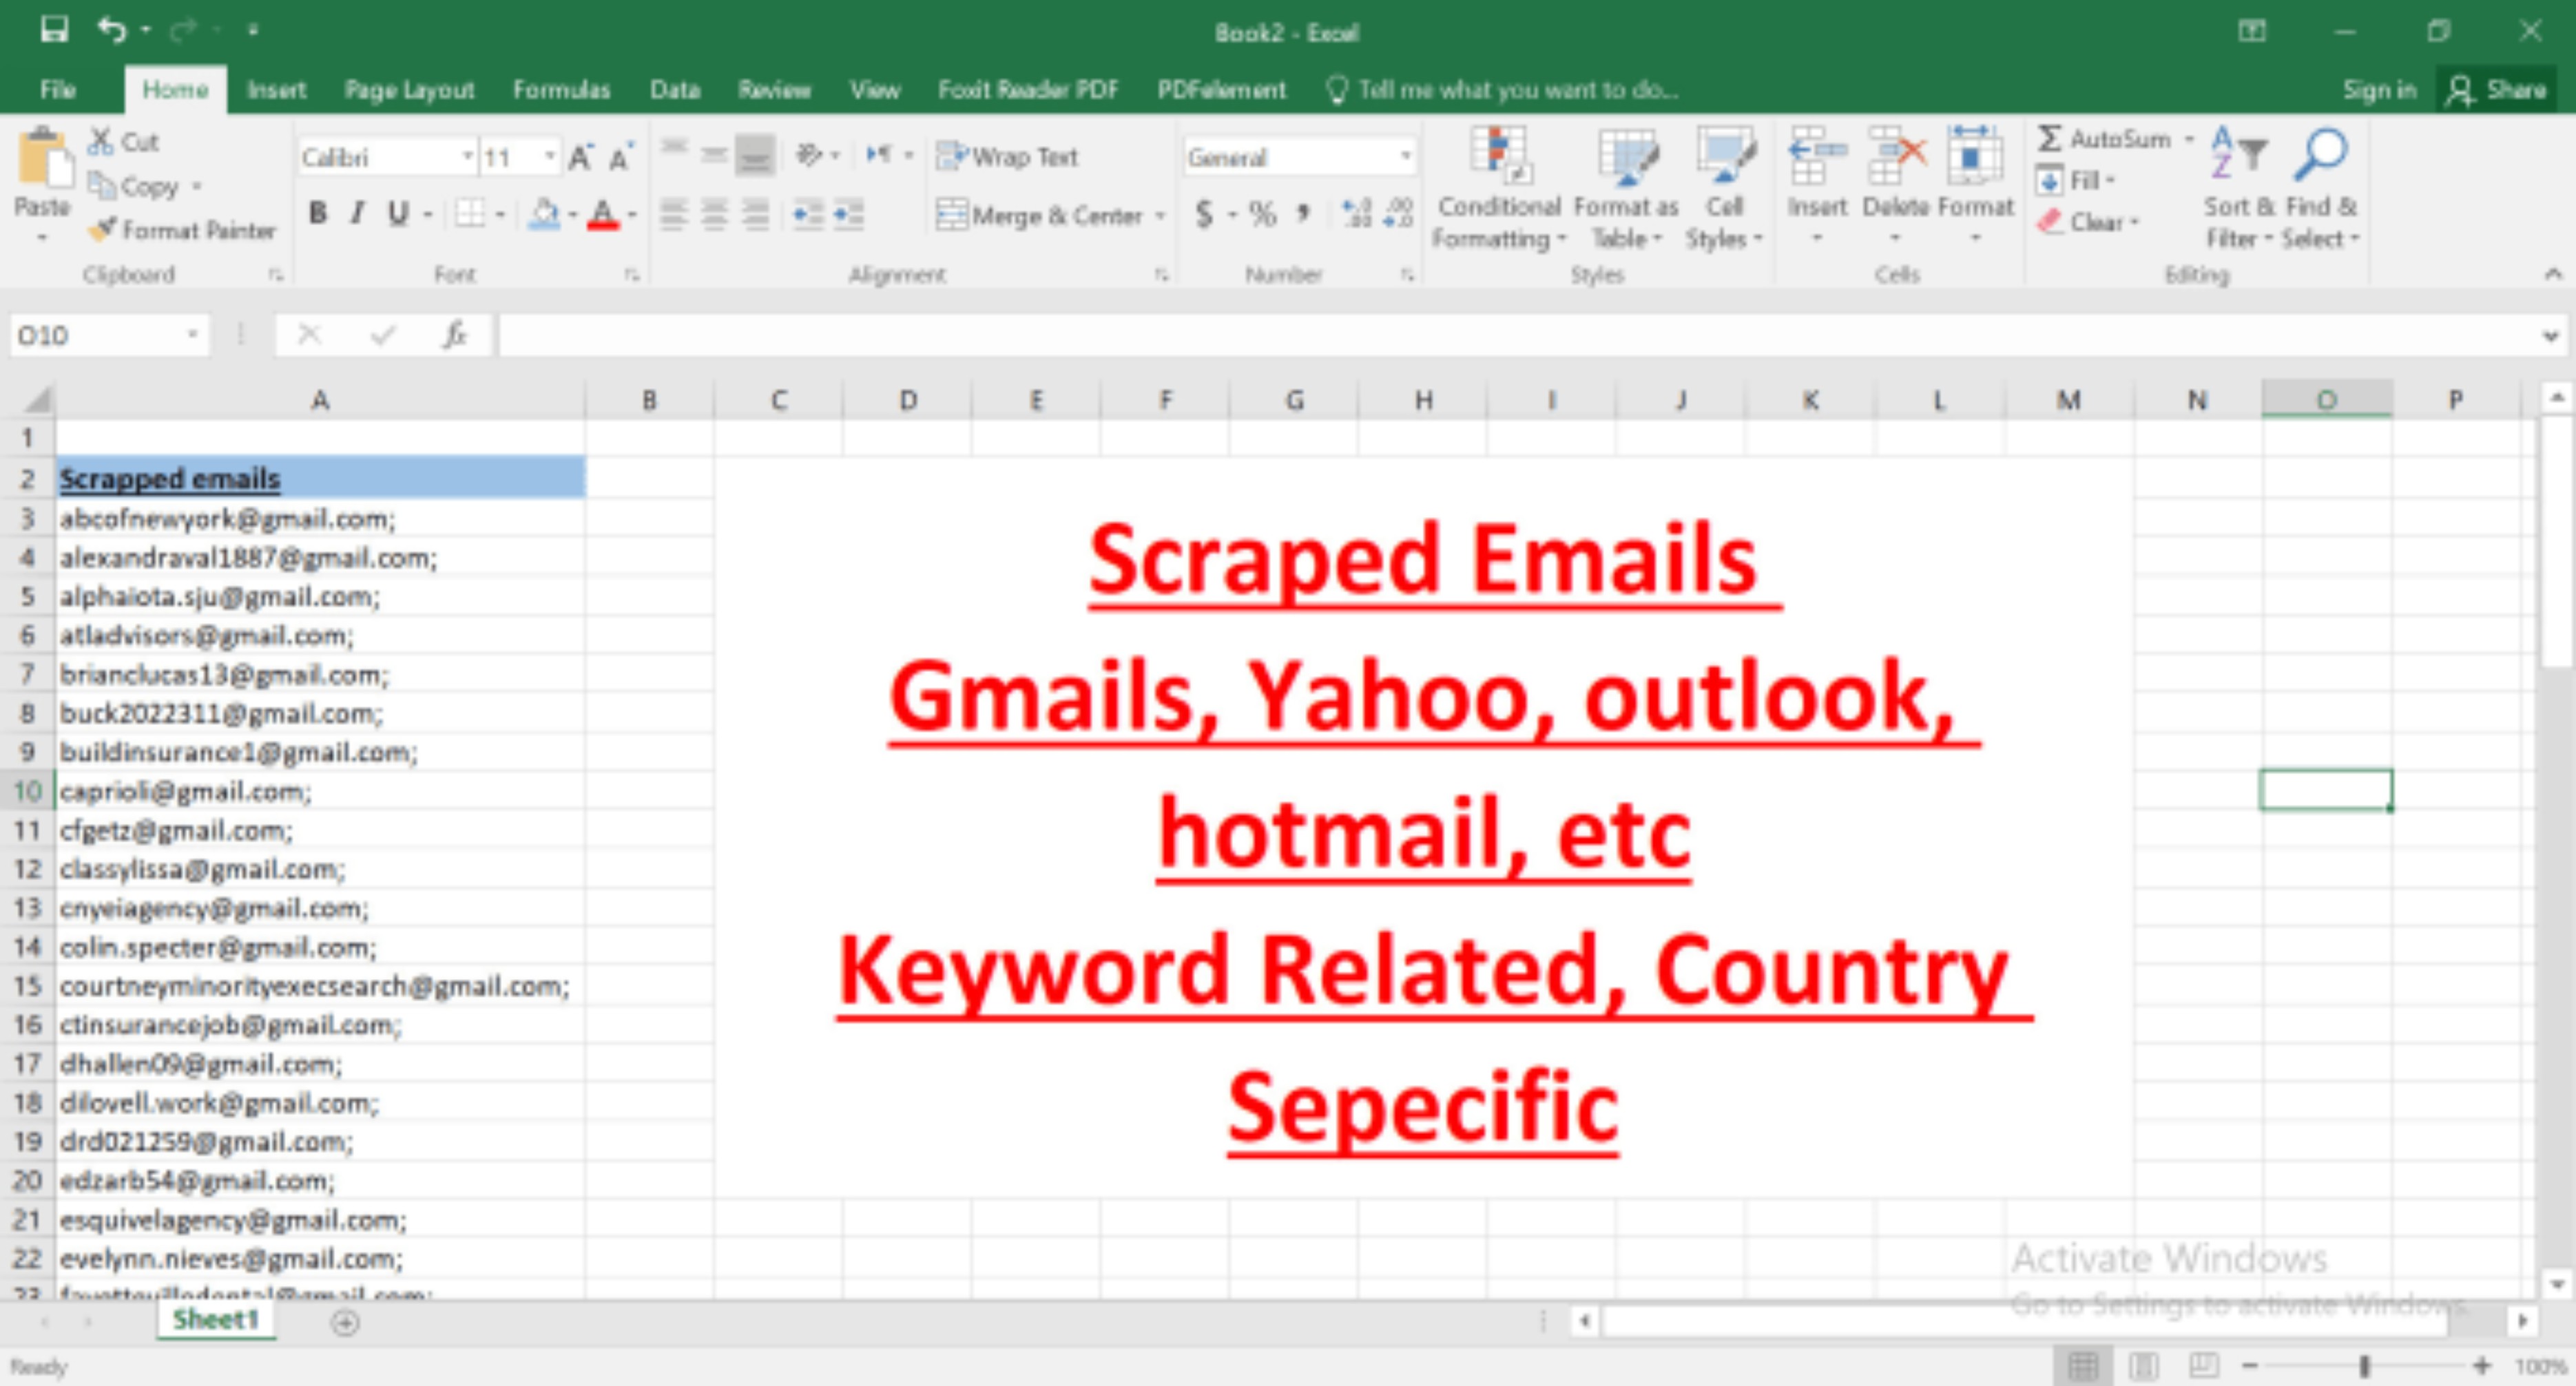 Book2 - Excel
File Home Insert Page Layout Formulas Data Review View Foxit Reader PDF PDFelement Tell me what you want to do... Sign in Share
Paste
Cut
Copy
Format Painter
Clipboard
Calibri 11
B I U
Font
Wrap Text
Merge & Center
Alignment
General
$ % ,
Number
Conditional Formatting
Format as Table
Cell Styles
Styles
Insert Delete Format
Cells
AutoSum
Fill
Clear
Sort & Filter
Find & Select
Editing
O10
fx
A B C D E F G H I J K L M N O P
1
2 Scrapped emails
3 abcofnewyork@gmail.com;
4 alexandraval1887@gmail.com;
5 alphaiota.sju@gmail.com;
6 atladvisors@gmail.com;
7 brianclucas13@gmail.com;
8 buck2022311@gmail.com;
9 buildinsurance1@gmail.com;
10 caprioli@gmail.com;
11 cfgetz@gmail.com;
12 classylissa@gmail.com;
13 cnyeiagency@gmail.com;
14 colin.specter@gmail.com;
15 courtneyminorityexecsearch@gmail.com;
16 ctinsurancejob@gmail.com;
17 dhallen09@gmail.com;
18 dilovell.work@gmail.com;
19 drd021259@gmail.com;
20 edzarb54@gmail.com;
21 esquivelagency@gmail.com;
22 evelynn.nieves@gmail.com;
Scraped Emails
Gmails, Yahoo, outlook,
hotmail, etc
Keyword Related, Country
Sepecific
Activate Windows
Go to Settings to activate Windows.
Sheet1
Ready
100%